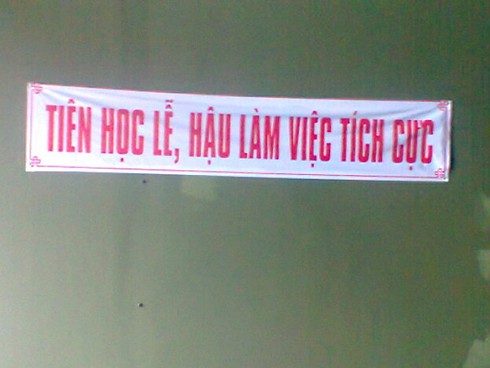 TIÊN HỌC LỄ, HẬU LÀM VIỆC TÍCH CỰC